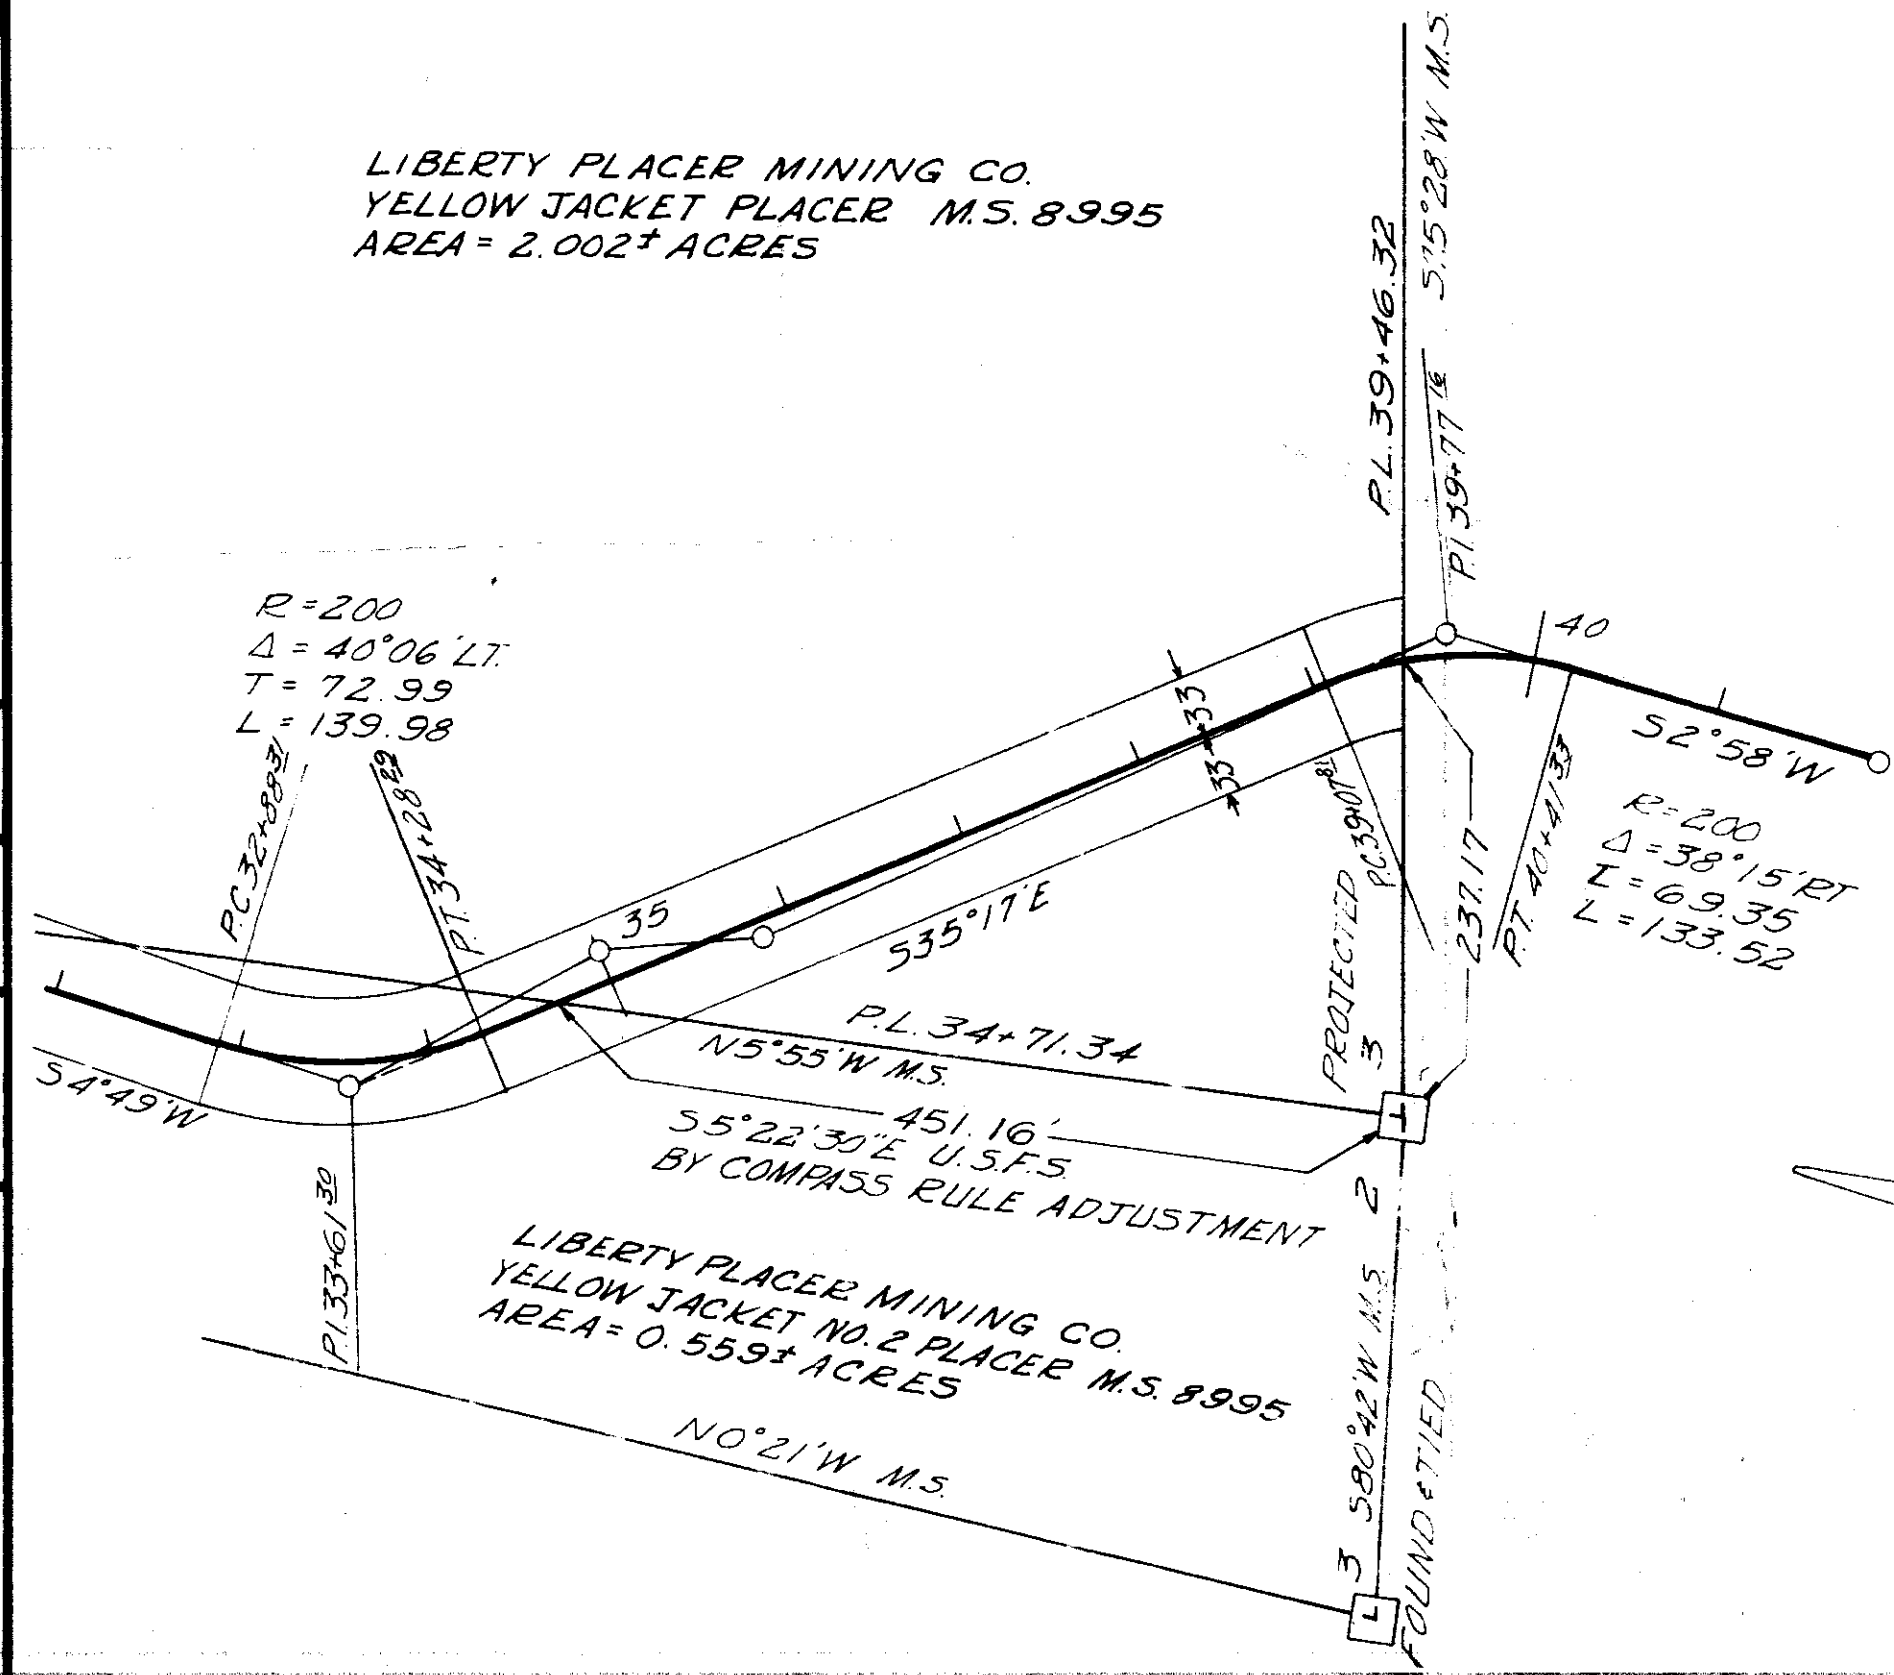 LIBERTY PLACER MINING CO.
YELLOW JACKET PLACER M.S. 8995
AREA = 2.002± ACRES
S75°28'W M.S.
P.L. 39+46.32
P.I. 39+77 16
R = 200
Δ = 40°06' LT.
T = 72.99
L = 139.98
P.C. 32+88 31
P.T. 34+28 29
35
33
33
40
S2°58'W
R = 200
Δ = 38°15' RT
T = 69.35
L = 133.52
P.C. 39+07 81
P.T. 40+41 33
237.17
PROJECTED
S35°17'E
P.L. 34+71.34
N5°55'W M.S.
3
S4°49'W
451.16'
S5°22'30"E U.S.F.S.
BY COMPASS RULE ADJUSTMENT
2
P.I. 33+61 30
LIBERTY PLACER MINING CO.
YELLOW JACKET NO. 2 PLACER M.S. 8995
AREA = 0.559± ACRES
N0°21'W M.S.
S80°42'W M.S.
3
FOUND & TIED